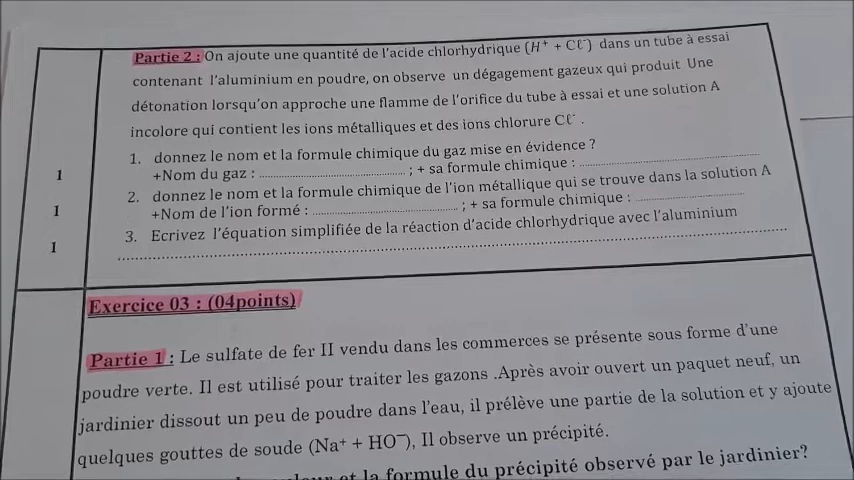 Partie 2 : On ajoute une quantité de l'acide chlorhydrique (H⁺ + Cℓ⁻) dans un tube à essai
contenant l'aluminium en poudre, on observe un dégagement gazeux qui produit Une
détonation lorsqu'on approche une flamme de l'orifice du tube à essai et une solution A
incolore qui contient les ions métalliques et des ions chlorure Cℓ⁻ .
1. donnez le nom et la formule chimique du gaz mise en évidence ?
1 +Nom du gaz : ........................ ; + sa formule chimique : ........................
2. donnez le nom et la formule chimique de l'ion métallique qui se trouve dans la solution A
1 +Nom de l'ion formé : ........................ ; + sa formule chimique : ........................
3. Ecrivez l'équation simplifiée de la réaction d'acide chlorhydrique avec l'aluminium
1
Exercice 03 : (04points)
Partie 1 : Le sulfate de fer II vendu dans les commerces se présente sous forme d'une
poudre verte. Il est utilisé pour traiter les gazons .Après avoir ouvert un paquet neuf, un
jardinier dissout un peu de poudre dans l'eau, il prélève une partie de la solution et y ajoute
quelques gouttes de soude (Na⁺ + HO⁻), Il observe un précipité.
et la formule du précipité observé par le jardinier?